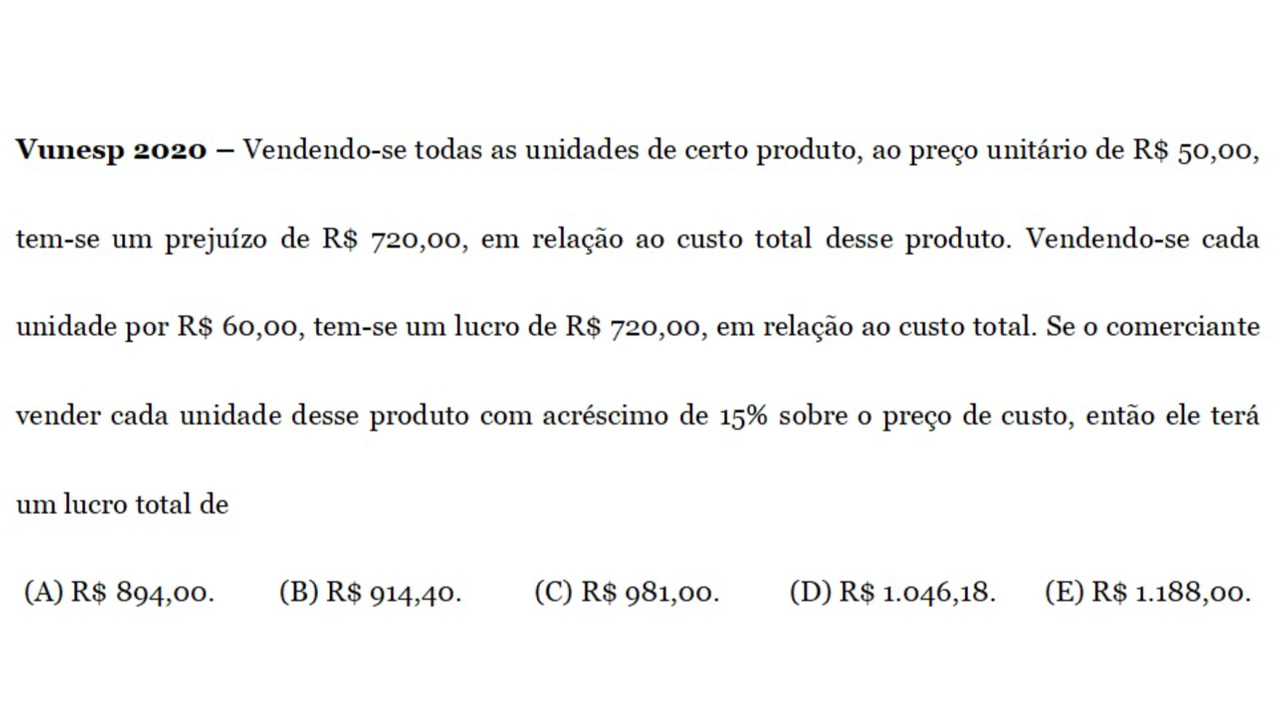 Vunesp 2020 – Vendendo-se todas as unidades de certo produto, ao preço unitário de R$ 50,00,
tem-se um prejuízo de R$ 720,00, em relação ao custo total desse produto. Vendendo-se cada
unidade por R$ 60,00, tem-se um lucro de R$ 720,00, em relação ao custo total. Se o comerciante
vender cada unidade desse produto com acréscimo de 15% sobre o preço de custo, então ele terá
um lucro total de
(A) R$ 894,00. (B) R$ 914,40. (C) R$ 981,00. (D) R$ 1.046,18. (E) R$ 1.188,00.